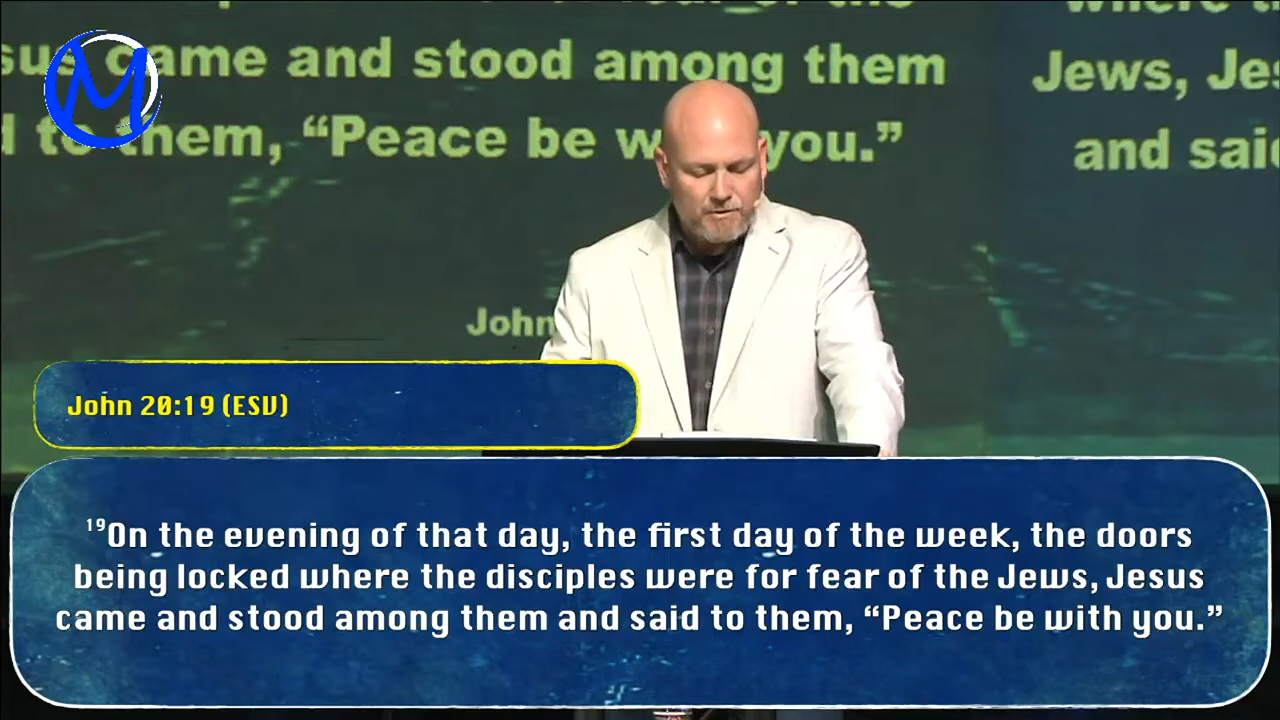 sus came and stood among them
d to them, “Peace be with you.”
John
Jews, Jes
and said
John 20:19 (ESV)
¹⁹On the evening of that day, the first day of the week, the doors
being locked where the disciples were for fear of the Jews, Jesus
came and stood among them and said to them, “Peace be with you.”